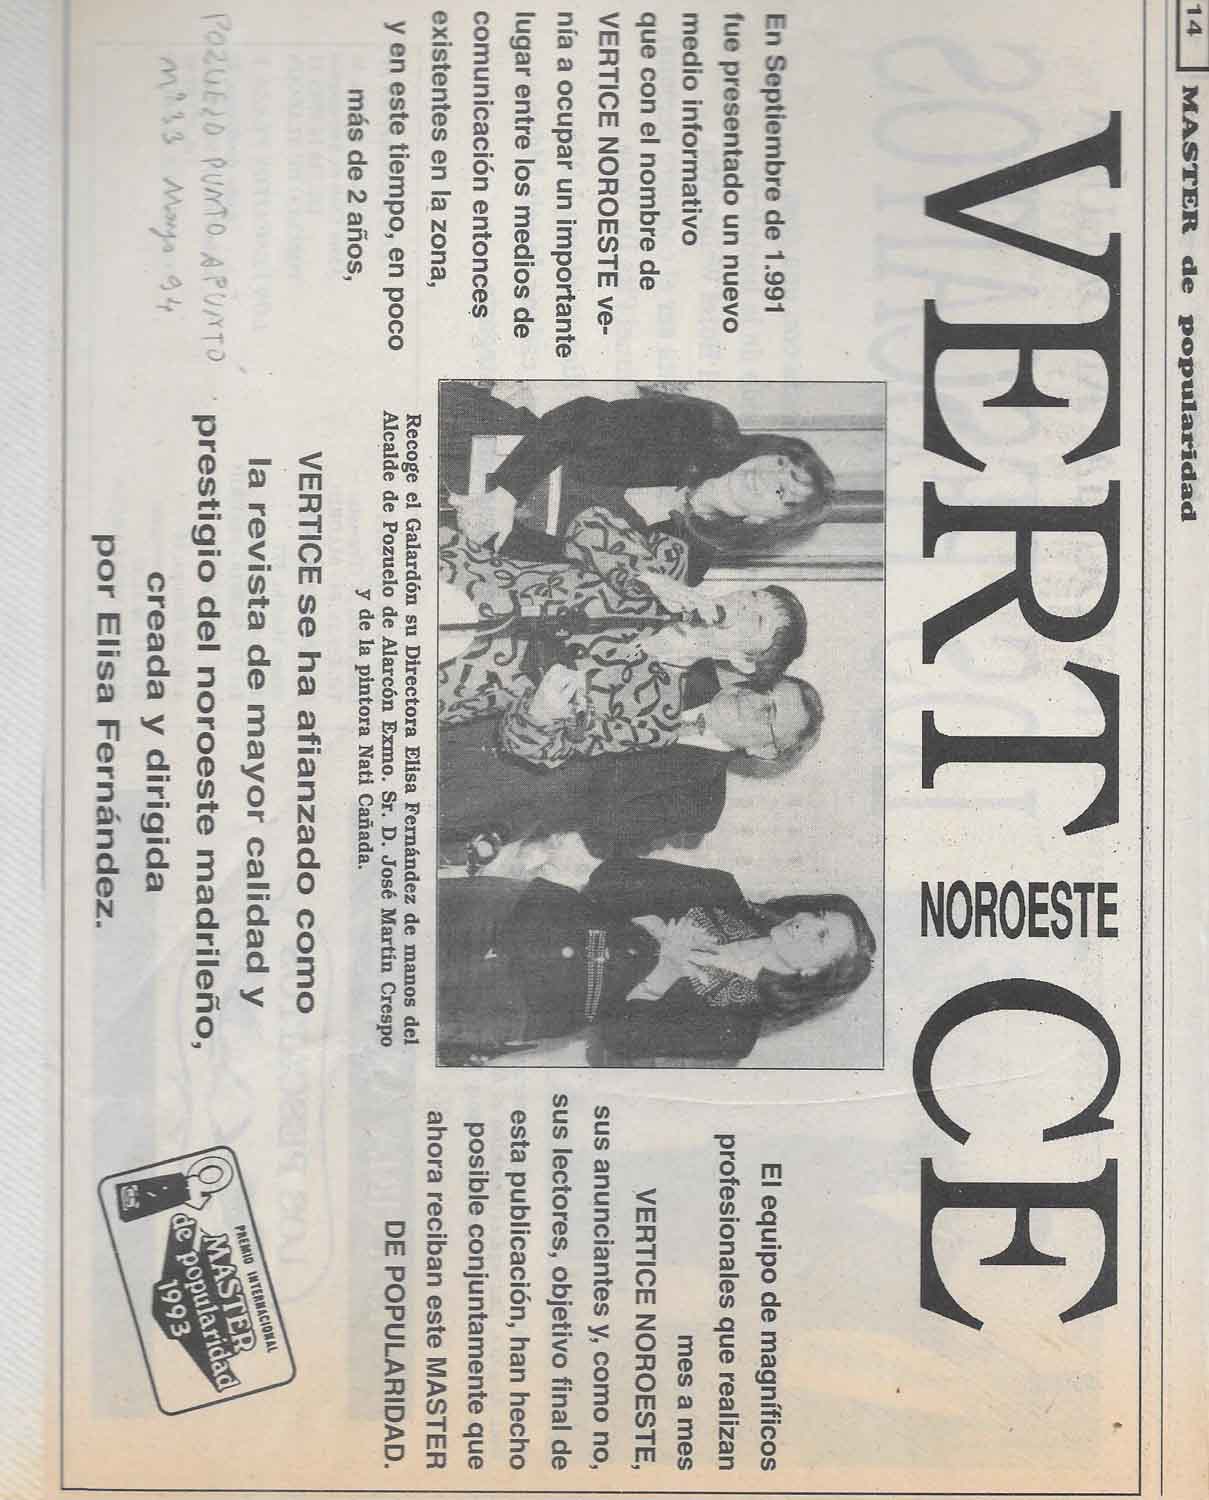 14 MASTER de popularidad
VERTICE
NOROESTE
En Septiembre de 1.991
fue presentado un nuevo
medio informativo
que con el nombre de
VERTICE NOROESTE ve-
nía a ocupar un importante
lugar entre los medios de
comunicación entonces
existentes en la zona,
y en este tiempo, en poco
más de 2 años,
Recoge el Galardón su Directora Elisa Fernández de manos del
Alcalde de Pozuelo de Alarcón Exmo. Sr. D. José Martín Crespo
y de la pintora Nati Cañada.
VERTICE se ha afianzado como
la revista de mayor calidad y
prestigio del noroeste madrileño,
creada y dirigida
por Elisa Fernández.
El equipo de magníficos
profesionales que realizan
mes a mes
VERTICE NOROESTE,
sus anunciantes y, como no,
sus lectores, objetivo final de
esta publicación, han hecho
posible conjuntamente que
ahora reciban este MASTER
DE POPULARIDAD.
PREMIO INTERNACIONAL
MASTER
de popularidad
1993
POZUELO PUNTO A PUNTO
Nº 33 Mayo 94